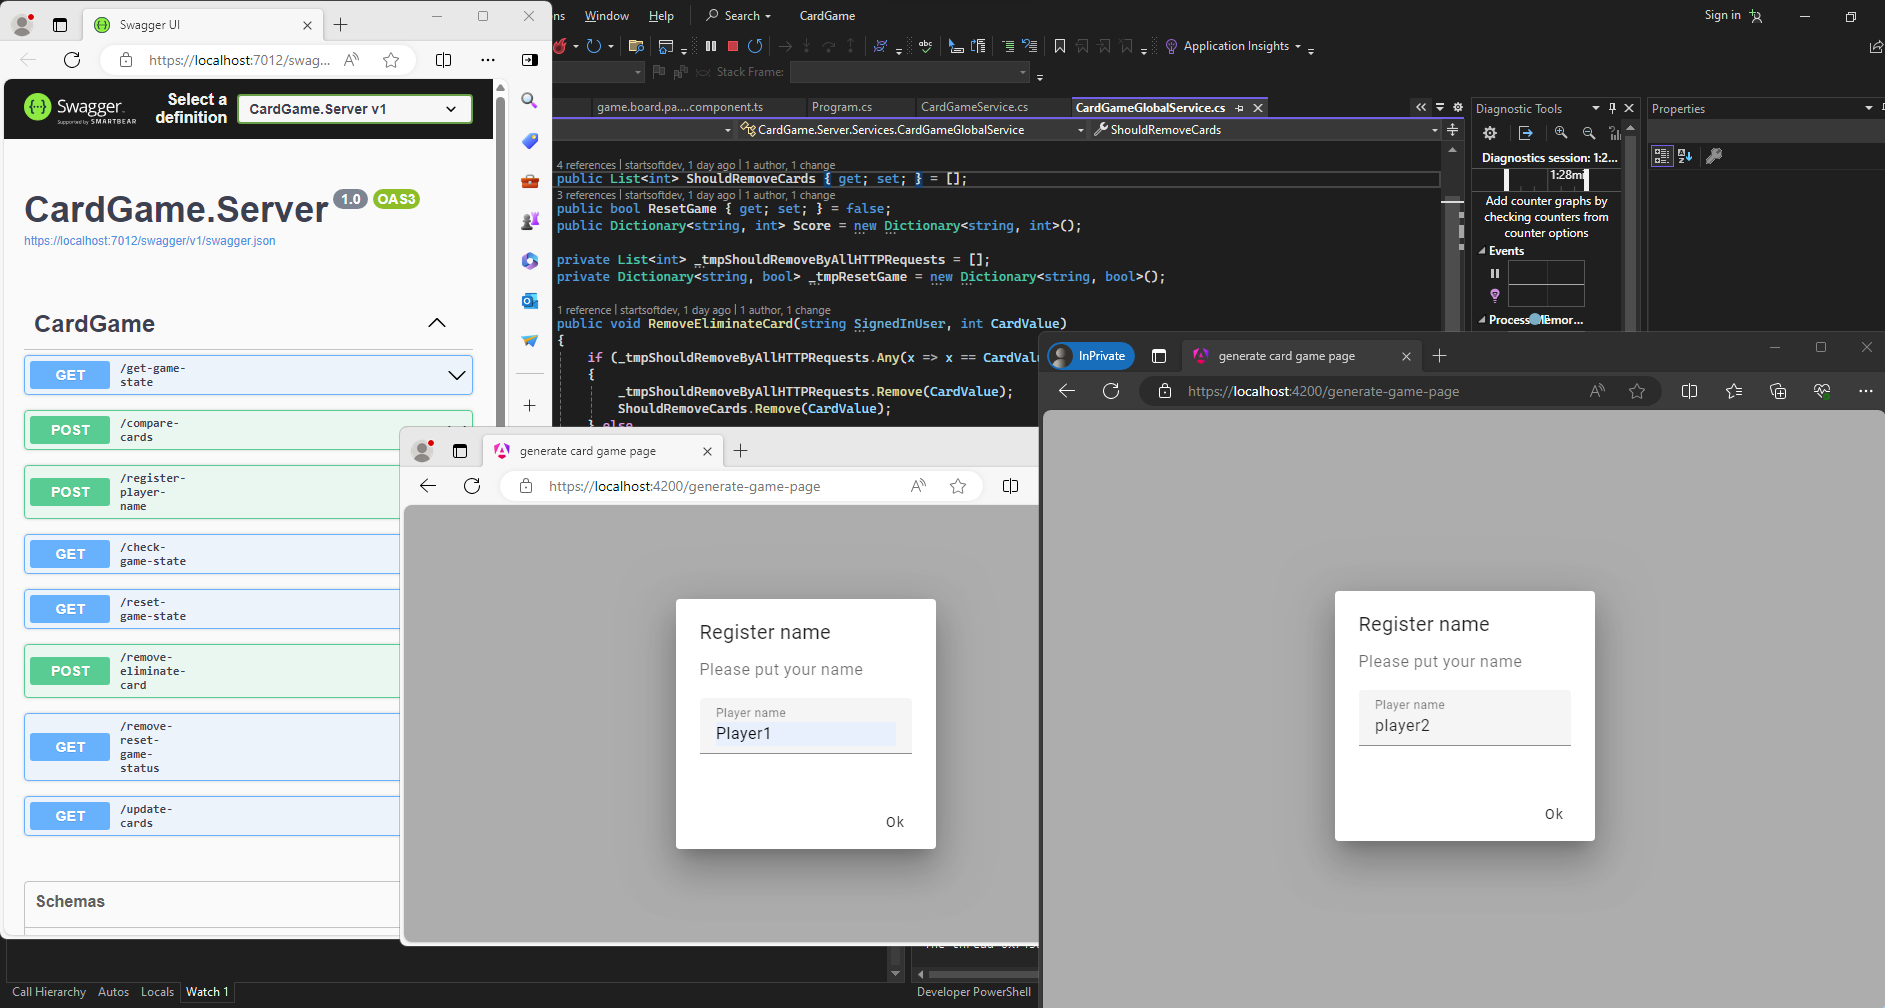 Swagger UI
https://localhost:7012/swag...
Swagger
Supported by SMARTBEAR
Select a
definition
CardGame.Server v1
CardGame.Server
1.0
OAS3
https://localhost:7012/swagger/v1/swagger.json
CardGame
GET
/get-game-
state
POST
/compare-
cards
POST
/register-
player-
name
GET
/check-
game-state
GET
/reset-
game-state
POST
/remove-
eliminate-
card
GET
/remove-
reset-
game-
status
GET
/update-
cards
Schemas
ns
Window
Help
Search
CardGame
Sign in
abc
Application Insights
Stack Frame:
game.board.pa....component.ts
Program.cs
CardGameService.cs
CardGameGlobalService.cs
CardGame.Server.Services.CardGameGlobalService
ShouldRemoveCards
4 references | startsoftdev, 1 day ago | 1 author, 1 change
public List<int> ShouldRemoveCards { get; set; } = [];
3 references | startsoftdev, 1 day ago | 1 author, 1 change
public bool ResetGame { get; set; } = false;
public Dictionary<string, int> Score = new Dictionary<string, int>();
private List<int> _tmpShouldRemoveByAllHTTPRequests = [];
private Dictionary<string, bool> _tmpResetGame = new Dictionary<string, bool>();
1 reference | startsoftdev, 1 day ago | 1 author, 1 change
public void RemoveEliminateCard(string SignedInUser, int CardValue)
{
if (_tmpShouldRemoveByAllHTTPRequests.Any(x => x == CardValu
{
_tmpShouldRemoveByAllHTTPRequests.Remove(CardValue);
ShouldRemoveCards.Remove(CardValue);
} else
Diagnostic Tools
Diagnostics session: 1:2...
1:28mi
Add counter graphs by
checking counters from
counter options
Events
Process Memor...
Properties
generate card game page
https://localhost:4200/generate-game-page
Register name
Please put your name
Player name
Player1
Ok
InPrivate
generate card game page
https://localhost:4200/generate-game-page
Register name
Please put your name
Player name
player2
Ok
Call Hierarchy
Autos
Locals
Watch 1
Developer PowerShell